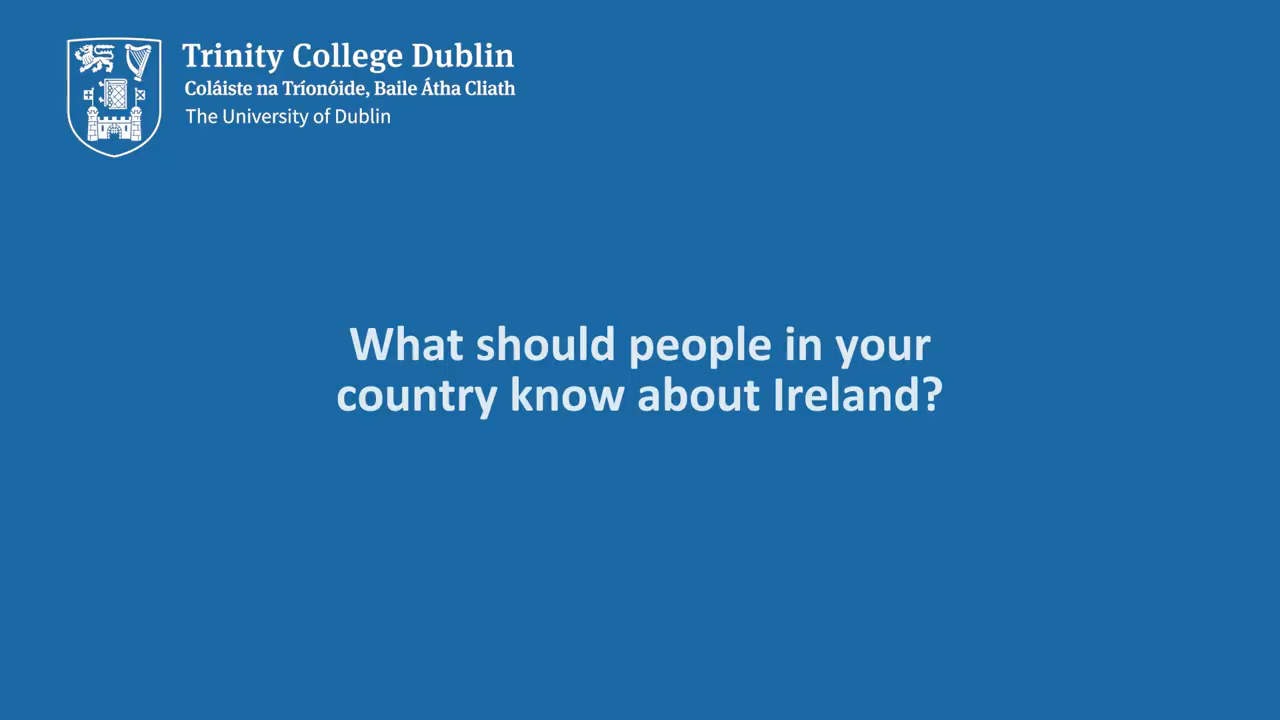 Trinity College Dublin
Coláiste na Tríonóide, Baile Átha Cliath
The University of Dublin
What should people in your
country know about Ireland?